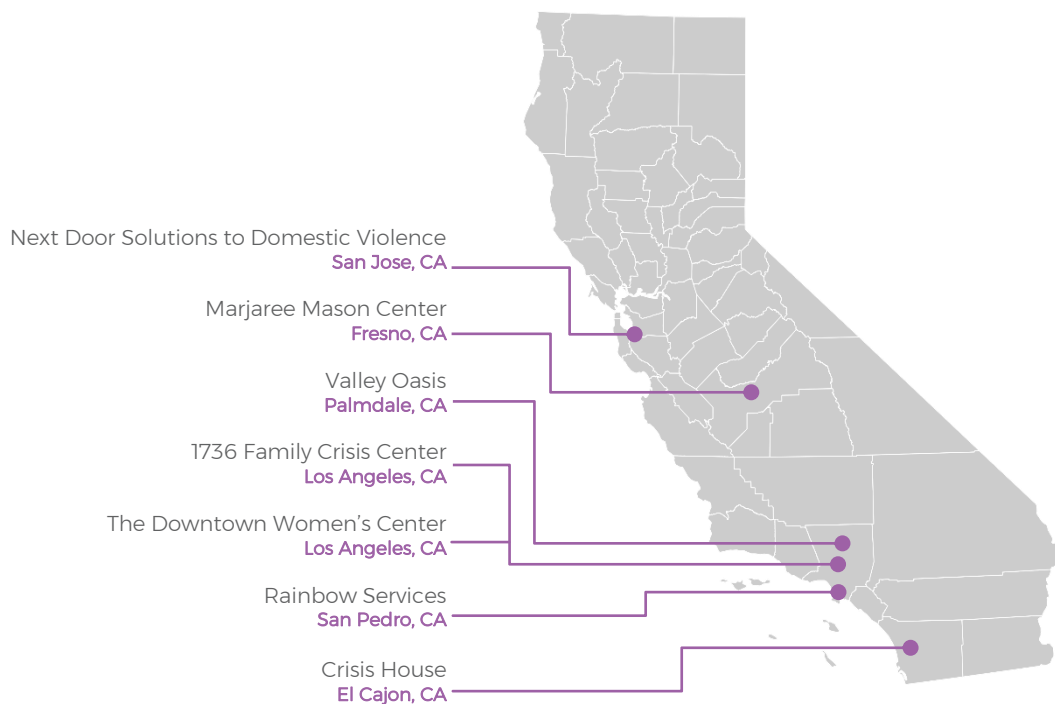 Next Door Solutions to Domestic Violence
San Jose, CA
Marjaree Mason Center
Fresno, CA
Valley Oasis
Palmdale, CA
1736 Family Crisis Center
Los Angeles, CA
The Downtown Women’s Center
Los Angeles, CA
Rainbow Services
San Pedro, CA
Crisis House
El Cajon, CA